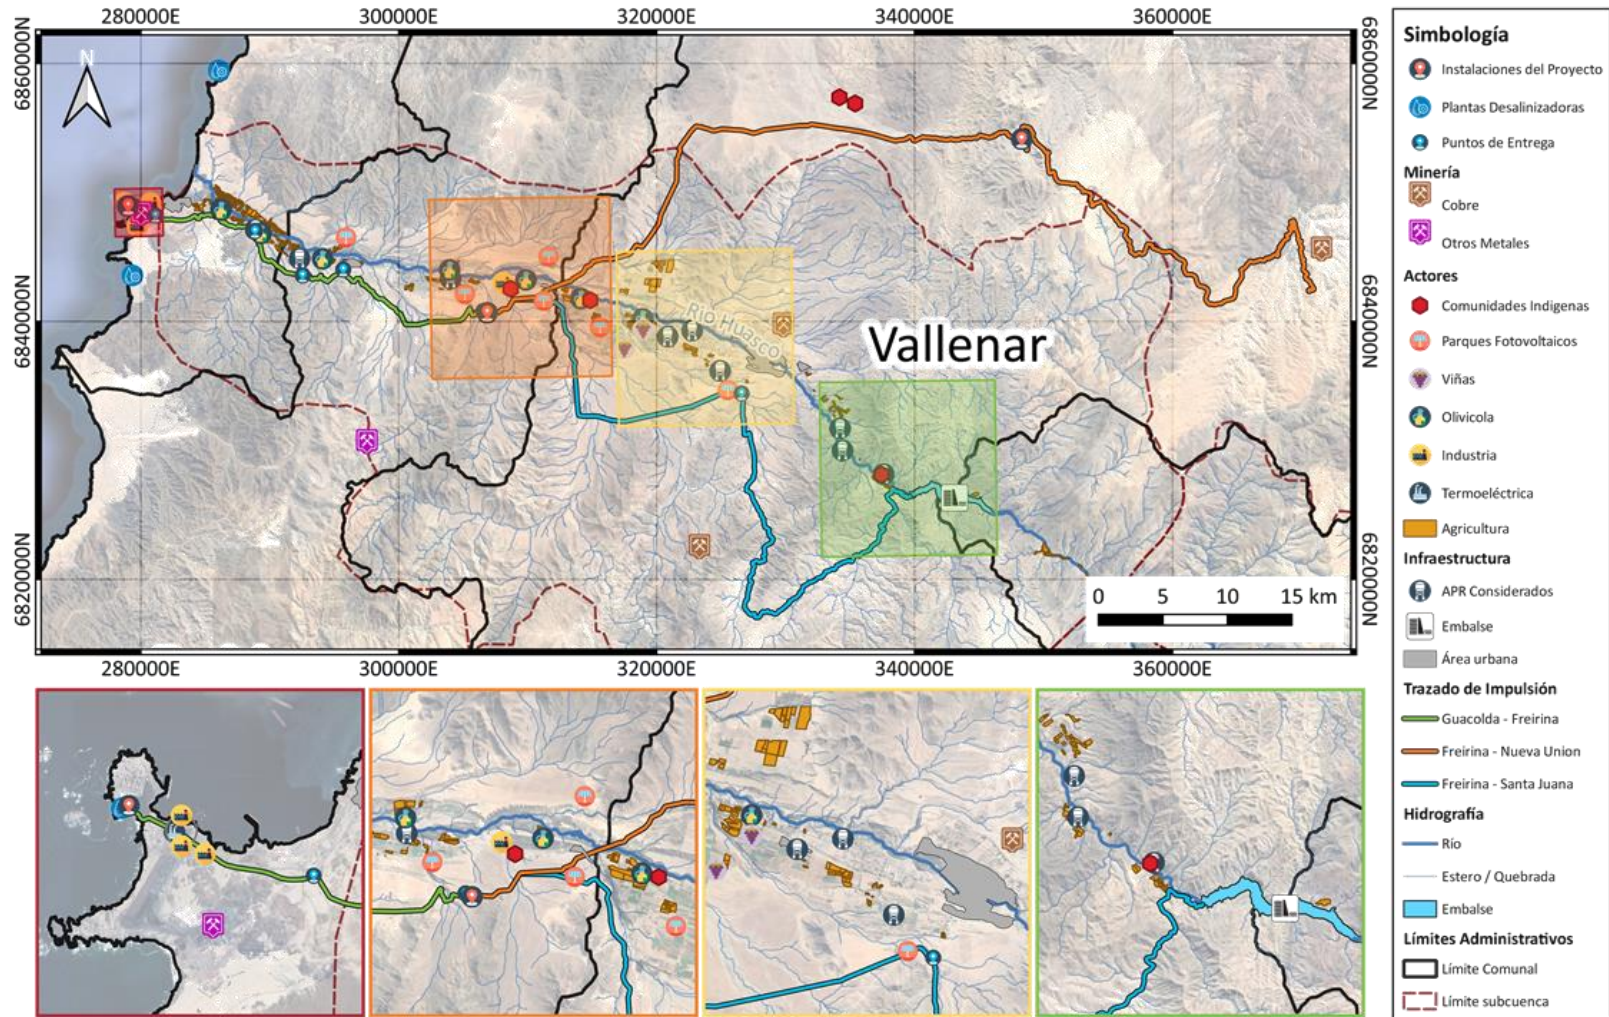 280000E 300000E 320000E 340000E 360000E
6860000N 6860000N
N
6840000N 6840000N
Río Huasco
Vallenar
6820000N 6820000N
0 5 10 15 km
280000E 300000E 320000E 340000E 360000E
Simbología
Instalaciones del Proyecto
Plantas Desalinizadoras
Puntos de Entrega
Minería
Cobre
Otros Metales
Actores
Comunidades Indigenas
Parques Fotovoltaicos
Viñas
Olivicola
Industria
Termoeléctrica
Agricultura
Infraestructura
APR Considerados
Embalse
Área urbana
Trazado de Impulsión
Guacolda - Freirina
Freirina - Nueva Union
Freirina - Santa Juana
Hidrografía
Río
Estero / Quebrada
Embalse
Límites Administrativos
Límite Comunal
Límite subcuenca